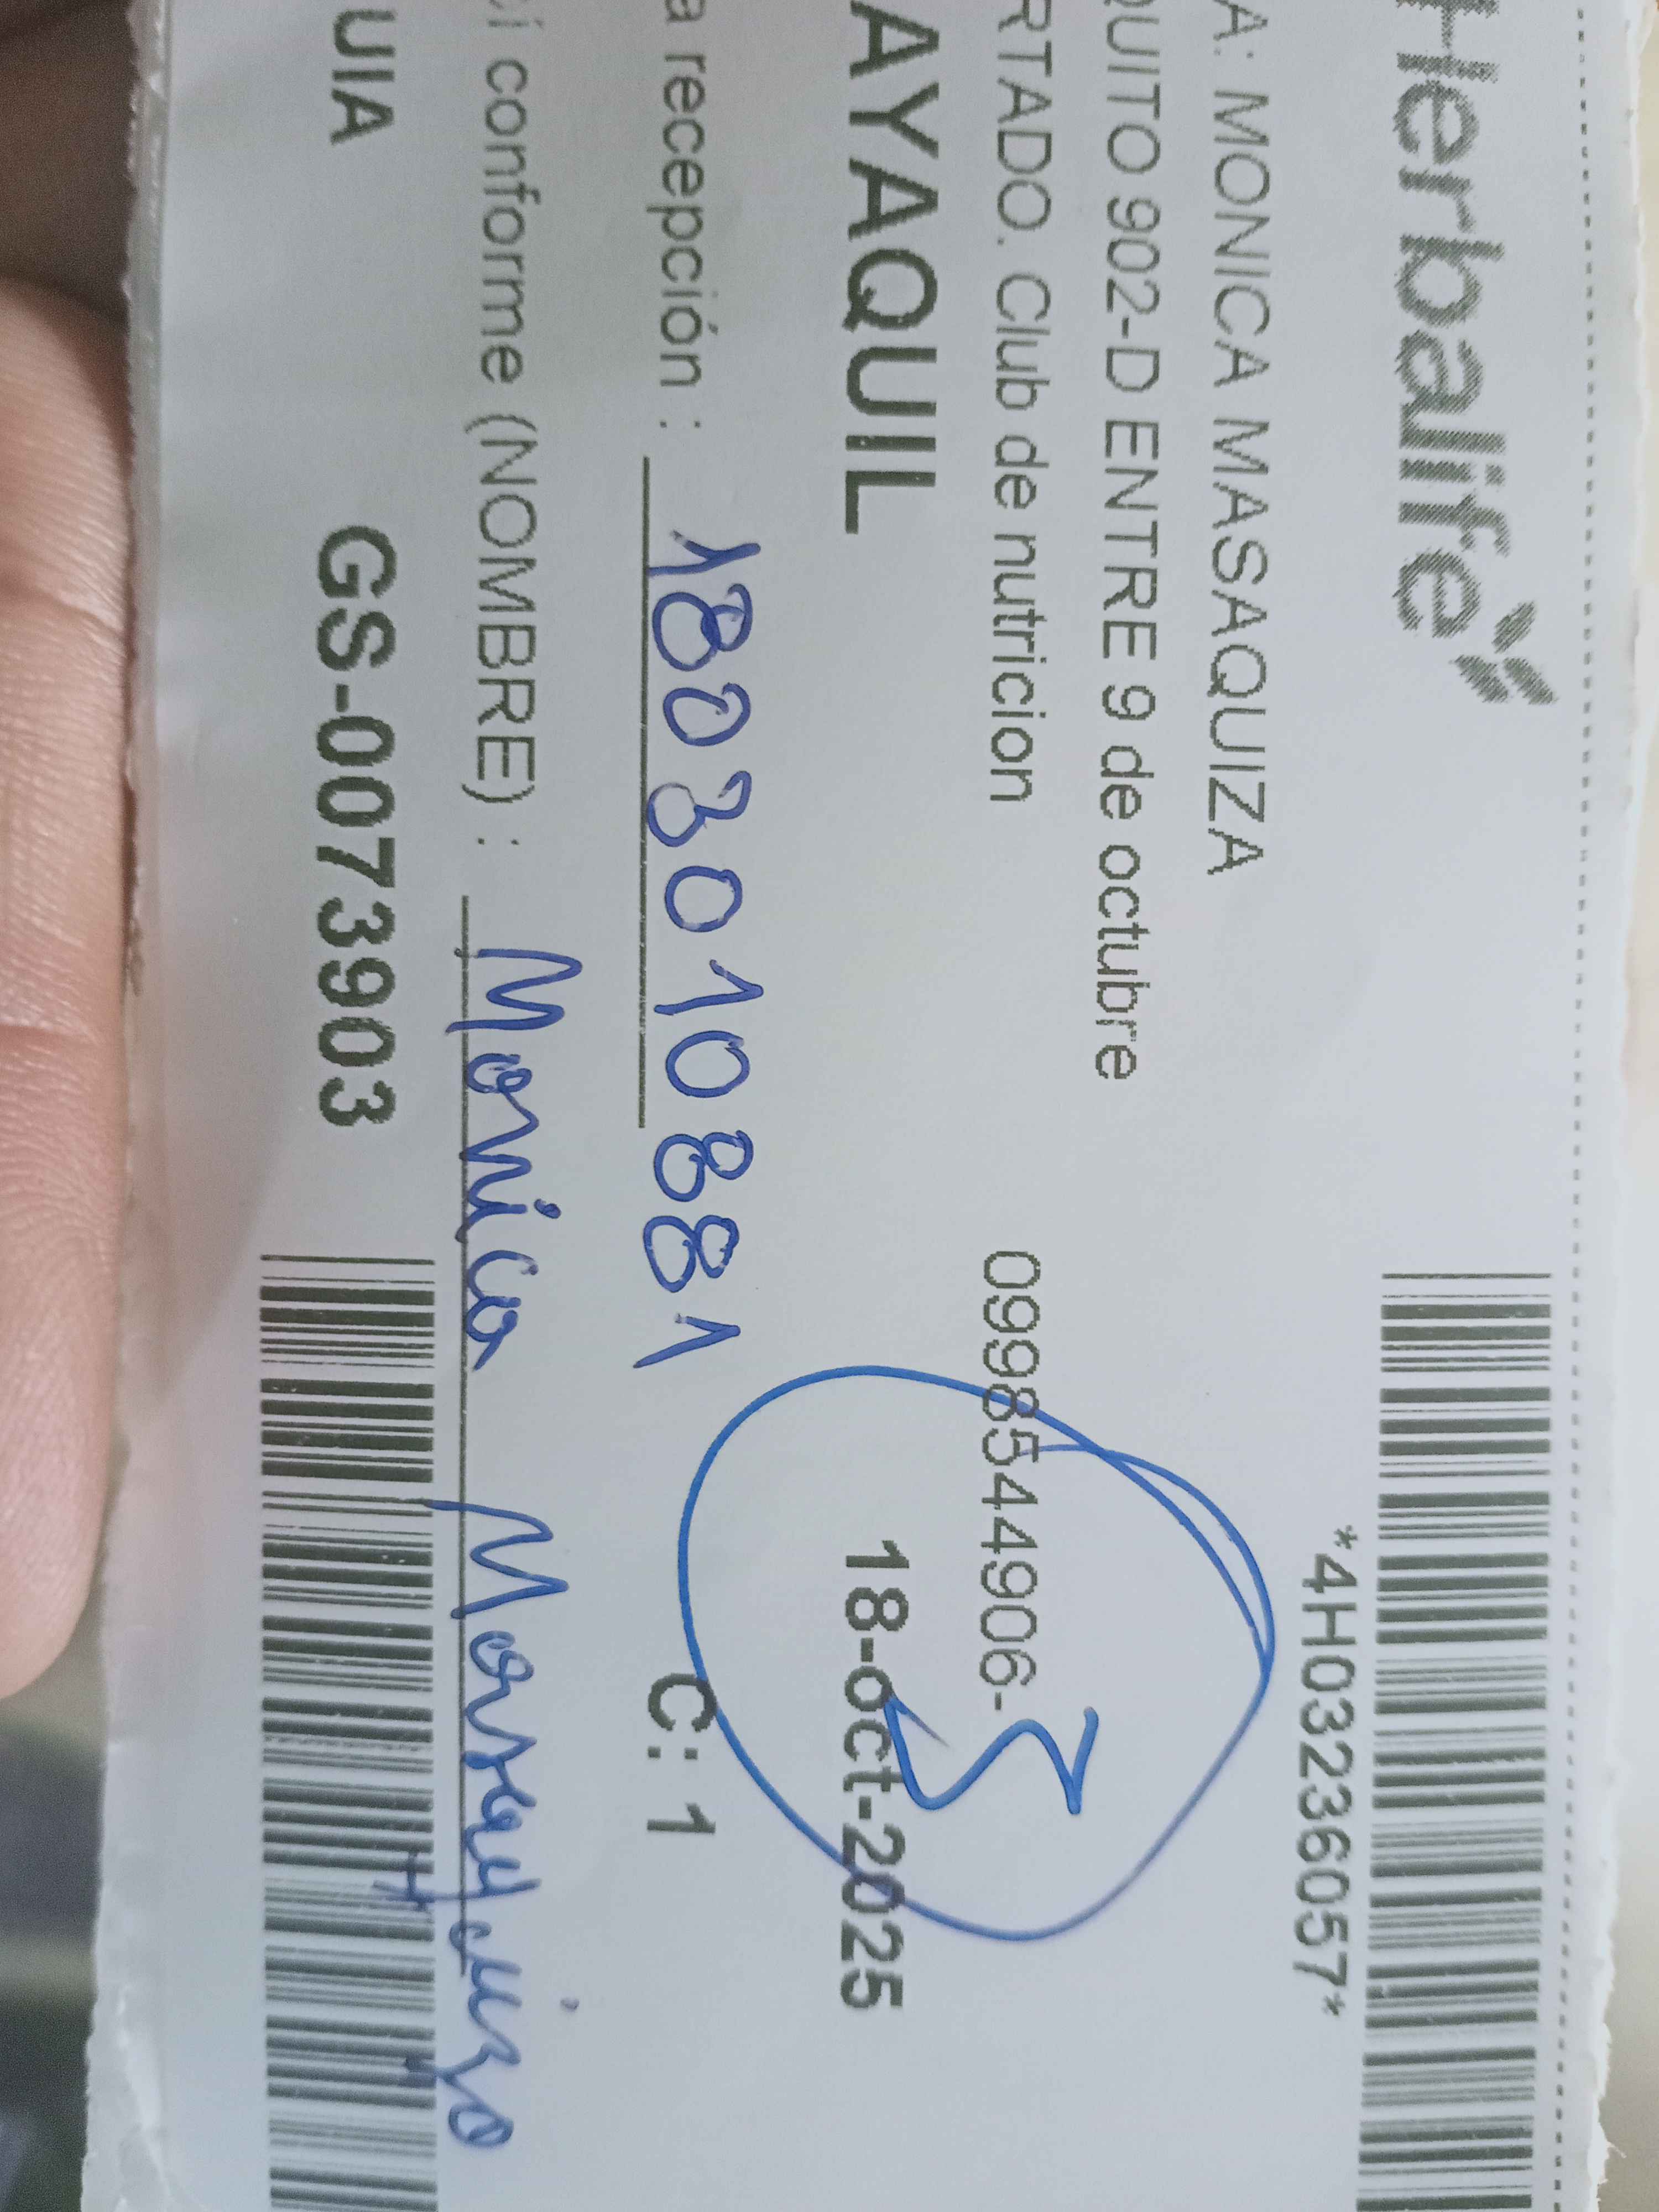 Herbalife
*4H03236057*
A: MONICA MASAQUIZA
QUITO 902-D ENTRE 9 de octubre
RTADO. Club de nutricion 0998544906-
AYAQUIL 18-oct-2025
a recepción : 1803010881 C: 1
í conforme (NOMBRE) : Monica Masaquiza
UIA GS-0073903